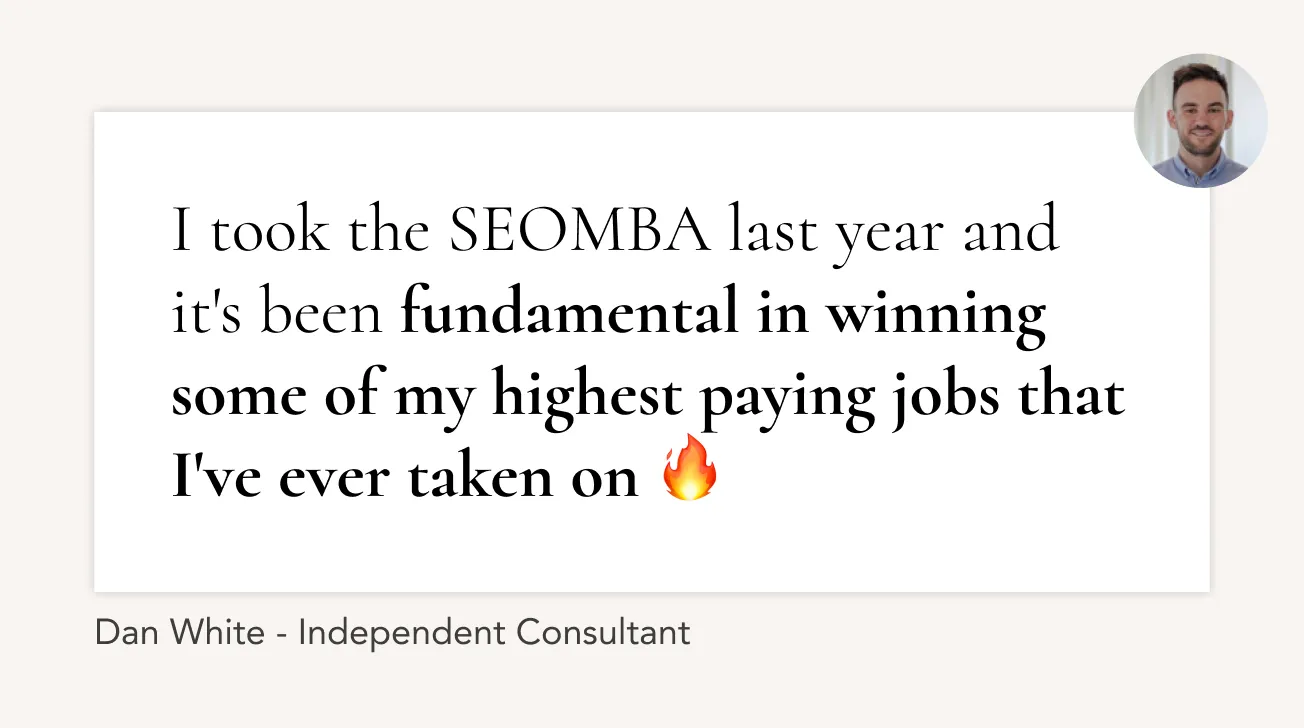 I took the SEOMBA last year and
it's been fundamental in winning
some of my highest paying jobs that
I've ever taken on 🔥
Dan White - Independent Consultant